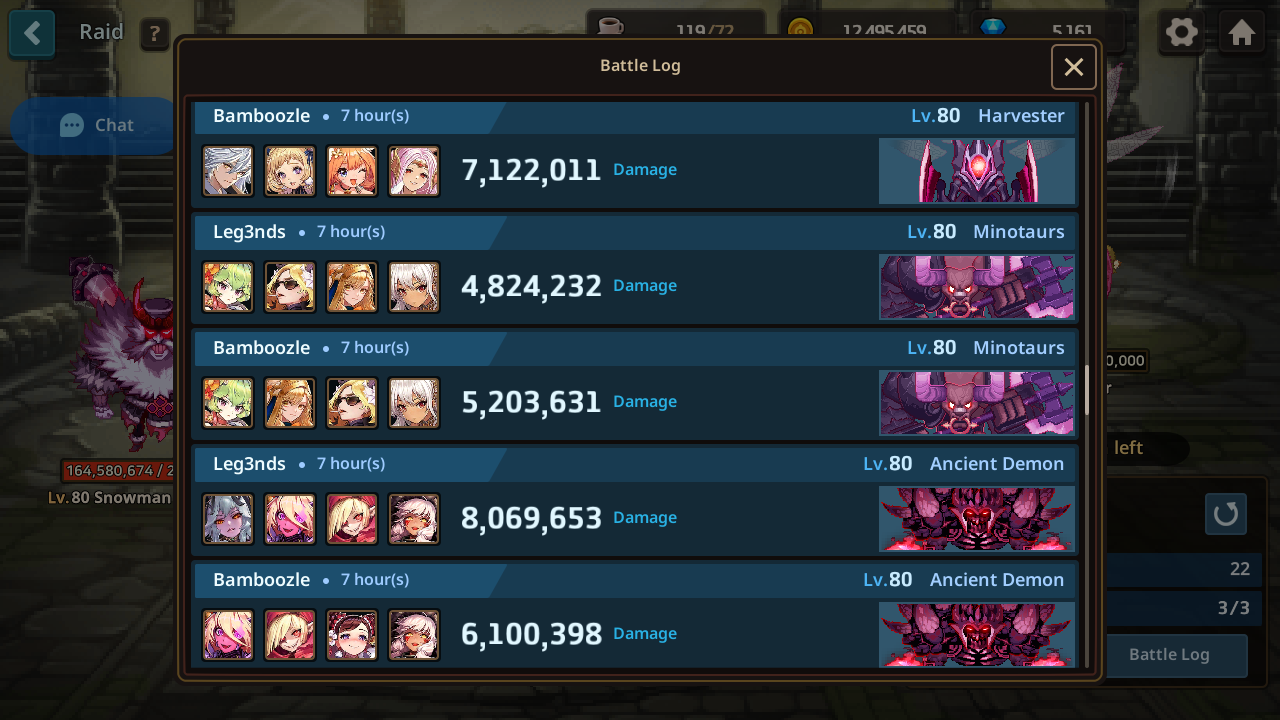 Raid ?
119/72
12,495,459
5,161
Battle Log
Chat
Bamboozle • 7 hour(s) Lv.80 Harvester
7,122,011 Damage
Leg3nds • 7 hour(s) Lv.80 Minotaurs
4,824,232 Damage
Bamboozle • 7 hour(s) Lv.80 Minotaurs
5,203,631 Damage
Leg3nds • 7 hour(s) Lv.80 Ancient Demon
8,069,653 Damage
Bamboozle • 7 hour(s) Lv.80 Ancient Demon
6,100,398 Damage
164,580,674 / 2
Lv.80 Snowman
0,000
r
left
22
3/3
Battle Log